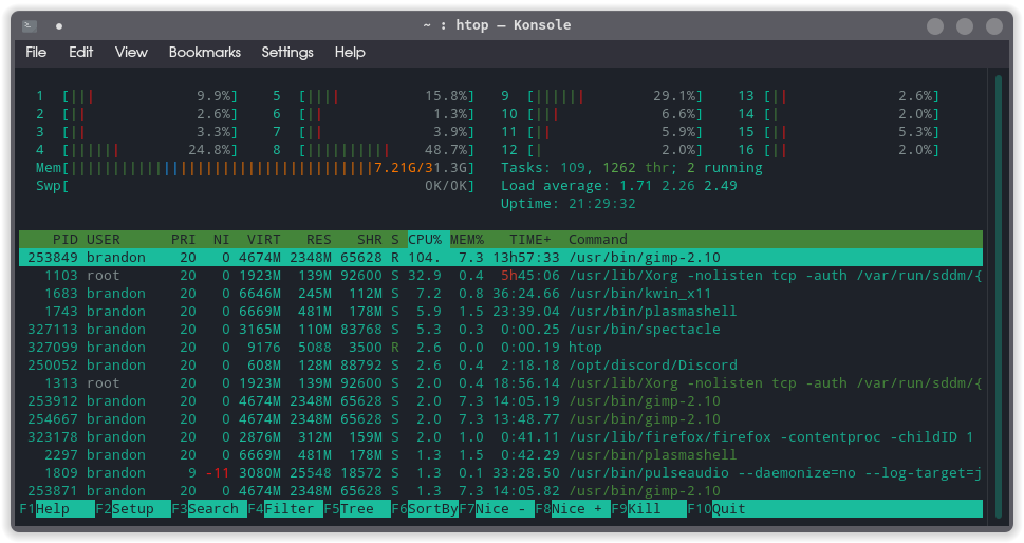 ~ : htop — Konsole
File Edit View Bookmarks Settings Help
1 [||| 9.9%] 5 [|||| 15.8%] 9 [|||||| 29.1%] 13 [|| 2.6%]
2 [|| 2.6%] 6 [|| 1.3%] 10 [||| 6.6%] 14 [| 2.0%]
3 [|| 3.3%] 7 [|| 3.9%] 11 [|| 5.9%] 15 [|| 5.3%]
4 [|||||| 24.8%] 8 [|||||||||| 48.7%] 12 [| 2.0%] 16 [|| 2.0%]
Mem[||||||||||||||||||||||||||||||||||||7.21G/31.3G] Tasks: 109, 1262 thr; 2 running
Swp[ 0K/0K] Load average: 1.71 2.26 2.49
Uptime: 21:29:32
PID USER PRI NI VIRT RES SHR S CPU% MEM% TIME+ Command
253849 brandon 20 0 4674M 2348M 65628 R 104. 7.3 13h57:33 /usr/bin/gimp-2.10
1103 root 20 0 1923M 139M 92600 S 32.9 0.4 5h45:06 /usr/lib/Xorg -nolisten tcp -auth /var/run/sddm/{
1683 brandon 20 0 6646M 245M 112M S 7.2 0.8 36:24.66 /usr/bin/kwin_x11
1743 brandon 20 0 6669M 481M 178M S 5.9 1.5 23:39.04 /usr/bin/plasmashell
327113 brandon 20 0 3165M 110M 83768 S 5.3 0.3 0:00.25 /usr/bin/spectacle
327099 brandon 20 0 9176 5088 3500 R 2.6 0.0 0:00.19 htop
250052 brandon 20 0 608M 128M 88792 S 2.6 0.4 2:18.18 /opt/discord/Discord
1313 root 20 0 1923M 139M 92600 S 2.0 0.4 18:56.14 /usr/lib/Xorg -nolisten tcp -auth /var/run/sddm/{
253912 brandon 20 0 4674M 2348M 65628 S 2.0 7.3 14:05.19 /usr/bin/gimp-2.10
254667 brandon 20 0 4674M 2348M 65628 S 2.0 7.3 13:48.77 /usr/bin/gimp-2.10
323178 brandon 20 0 2876M 312M 159M S 2.0 1.0 0:41.11 /usr/lib/firefox/firefox -contentproc -childID 1
2297 brandon 20 0 6669M 481M 178M S 1.3 1.5 0:42.29 /usr/bin/plasmashell
1809 brandon 9 -11 3080M 25548 18572 S 1.3 0.1 33:28.50 /usr/bin/pulseaudio --daemonize=no --log-target=j
253871 brandon 20 0 4674M 2348M 65628 S 1.3 7.3 14:05.82 /usr/bin/gimp-2.10
F1Help F2Setup F3Search F4Filter F5Tree F6SortBy F7Nice - F8Nice + F9Kill F10Quit